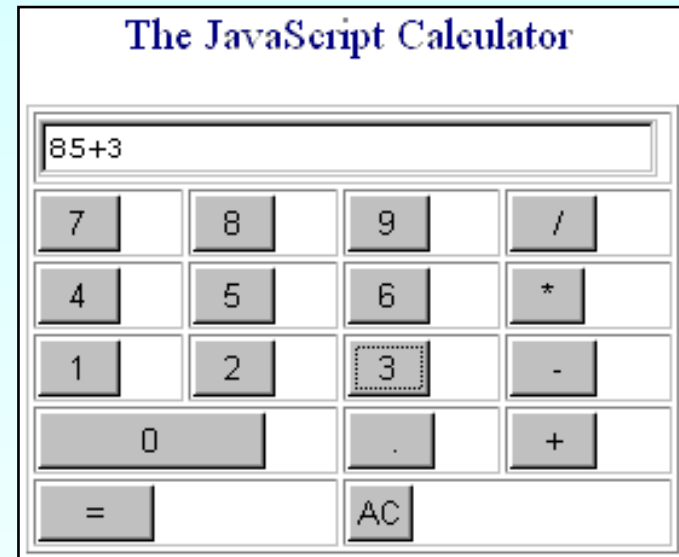 The JavaScript Calculator
85+3
7 8 9 /
4 5 6 *
1 2 3 -
0 . +
= AC